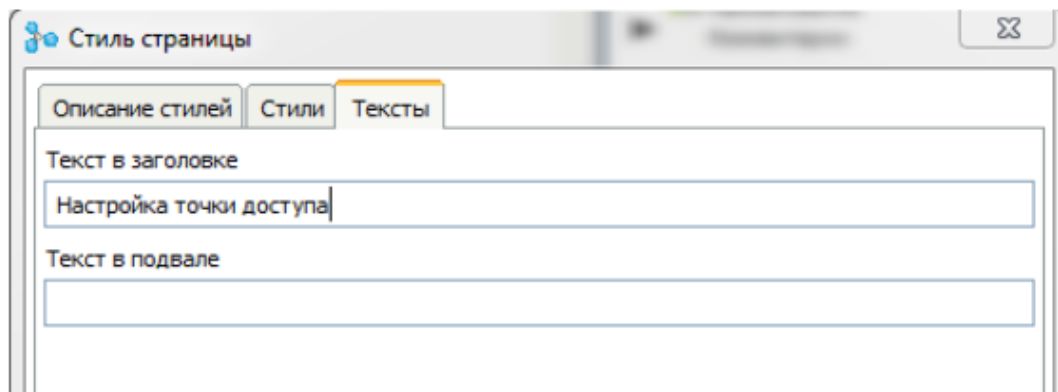 Стиль страницы
Описание стилей Стили Тексты
Текст в заголовке
Настройка точки доступа
Текст в подвале